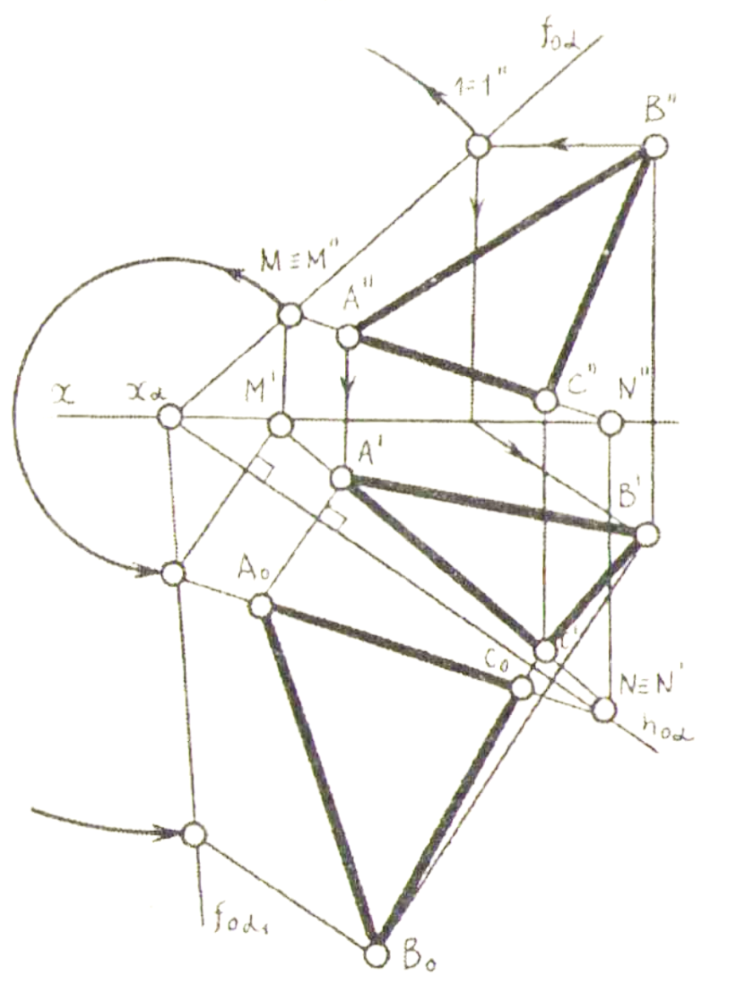 f₀α
1≡1"
B"
M≡M"
A"
x
xα
M'
C"
N"
A'
B'
A₀
C'
C₀
N≡N'
h₀α
f₀α₁
B₀